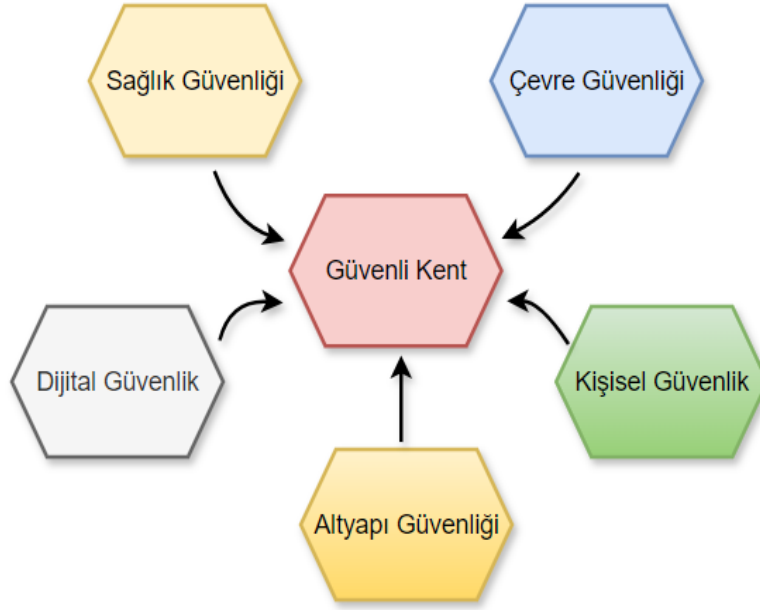 Sağlık Güvenliği
Çevre Güvenliği
Güvenli Kent
Dijital Güvenlik
Kişisel Güvenlik
Altyapı Güvenliği